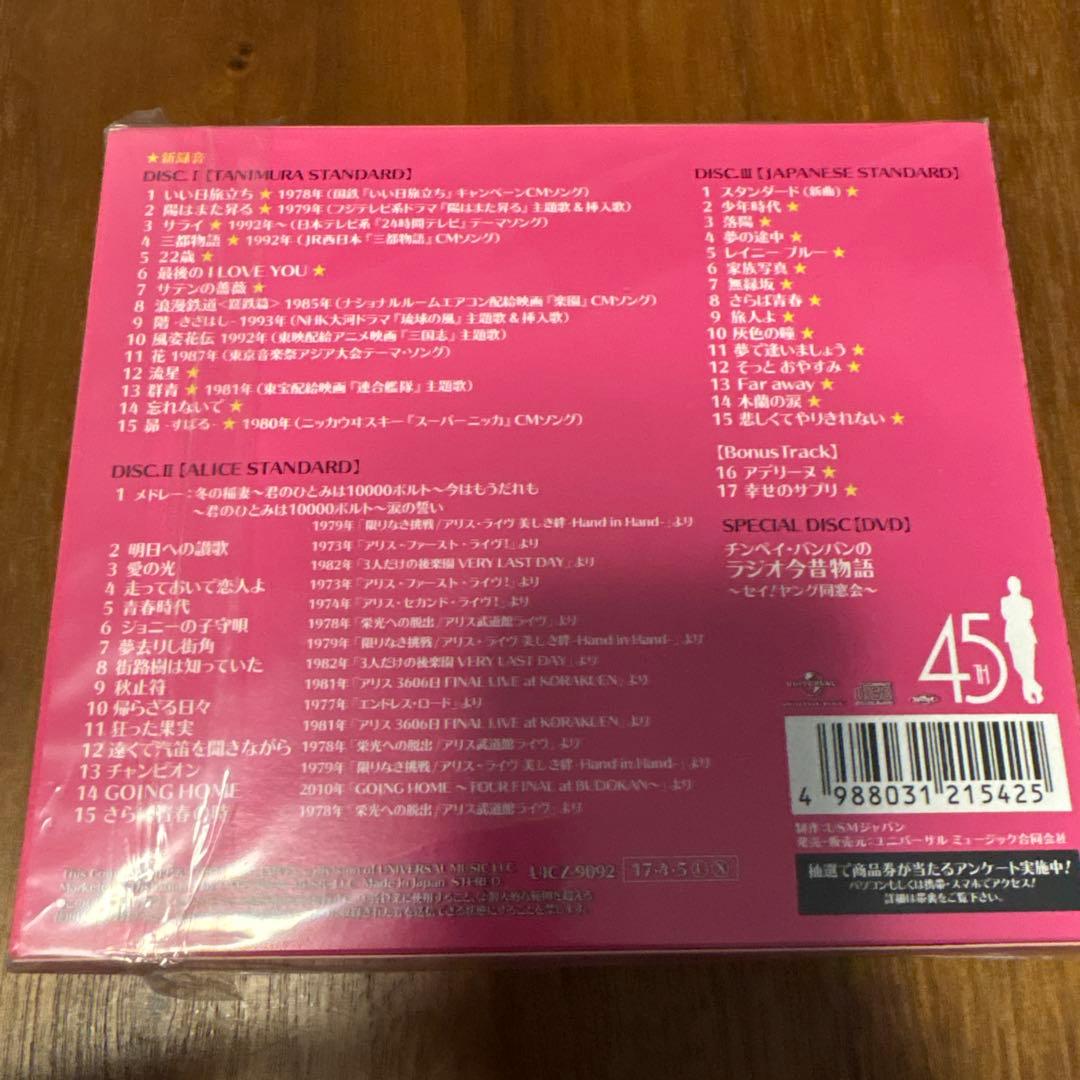 ★新録音
DISC.I【TANIMURA STANDARD】
1 いい日旅立ち ★ 1978年（国鉄『いい日旅立ち』キャンペーンCMソング）
2 陽はまた昇る ★ 1979年（フジテレビ系ドラマ『陽はまた昇る』主題歌＆挿入歌）
3 サライ ★ 1992年〜（日本テレビ系『24時間テレビ』テーマソング）
4 三都物語 ★ 1992年（JR西日本『三都物語』CMソング）
5 22歳 ★
6 最後の I LOVE YOU ★
7 サテンの薔薇 ★
8 浪漫鉄道＜蹉跌篇＞ 1985年（ナショナルルームエアコン配給映画『楽園』CMソング）
9 階 -きざはし- 1993年（NHK大河ドラマ『琉球の風』主題歌＆挿入歌）
10 風姿花伝 1992年（東映配給アニメ映画『三国志』主題歌）
11 花 1987年（東京音楽祭アジア大会テーマ・ソング）
12 流星 ★
13 群青 ★ 1981年（東宝配給映画『連合艦隊』主題歌）
14 忘れないで ★
15 昴 -すばる- ★ 1980年（ニッカウヰスキー『スーパーニッカ』CMソング）
DISC.II【ALICE STANDARD】
1 メドレー：冬の稲妻〜君のひとみは10000ボルト〜今はもうだれも
〜君のひとみは10000ボルト〜涙の誓い
1979年『限りなき挑戦/アリス・ライヴ 美しき絆-Hand in Hand-』より
2 明日への讃歌 1973年『アリス・ファースト・ライヴ!』より
3 愛の光 1982年『3人だけの後楽園 VERY LAST DAY』より
4 走っておいで恋人よ 1973年『アリス・ファースト・ライヴ!』より
5 青春時代 1974年『アリス・セカンド・ライヴ!』より
6 ジョニーの子守唄 1978年『栄光への脱出/アリス武道館ライヴ』より
7 夢去りし街角 1979年『限りなき挑戦/アリス・ライヴ 美しき絆-Hand in Hand-』より
8 街路樹は知っていた 1982年『3人だけの後楽園 VERY LAST DAY』より
9 秋止符 1981年『アリス 3606日 FINAL LIVE at KORAKUEN』より
10 帰らざる日々 1977年『エンドレス・ロード』より
11 狂った果実 1981年『アリス 3606日 FINAL LIVE at KORAKUEN』より
12 遠くで汽笛を聞きながら 1978年『栄光への脱出/アリス武道館ライヴ』より
13 チャンピオン 1979年『限りなき挑戦/アリス・ライヴ 美しき絆-Hand in Hand-』より
14 GOING HOME 2010年『GOING HOME 〜TOUR FINAL at BUDOKAN〜』より
15 さらば青春の時 1978年『栄光への脱出/アリス武道館ライヴ』より
DISC.III【JAPANESE STANDARD】
1 スタンダード（新曲）★
2 少年時代 ★
3 落陽 ★
4 夢の途中 ★
5 レイニー ブルー ★
6 家族写真 ★
7 無縁坂 ★
8 さらば青春 ★
9 旅人よ ★
10 灰色の瞳 ★
11 夢で逢いましょう ★
12 そっと おやすみ ★
13 Far away ★
14 木蘭の涙 ★
15 悲しくてやりきれない ★
【Bonus Track】
16 アデリーヌ ★
17 幸せのサプリ ★
SPECIAL DISC【DVD】
チンペイ・バンバンの
ラジオ今昔物語
〜セイ!ヤング同窓会〜
45TH
UNIVERSAL
4 988031 215425
制作：USMジャパン
発売・販売元：ユニバーサル ミュージック合同会社
抽選で商品券が当たるアンケート実施中!
パソコンもしくは携帯・スマホでアクセス!
詳細は帯裏をご覧下さい。
UNIVERSAL MUSIC LLC
Made in Japan STEREO
UICZ-9092 '17・4・5